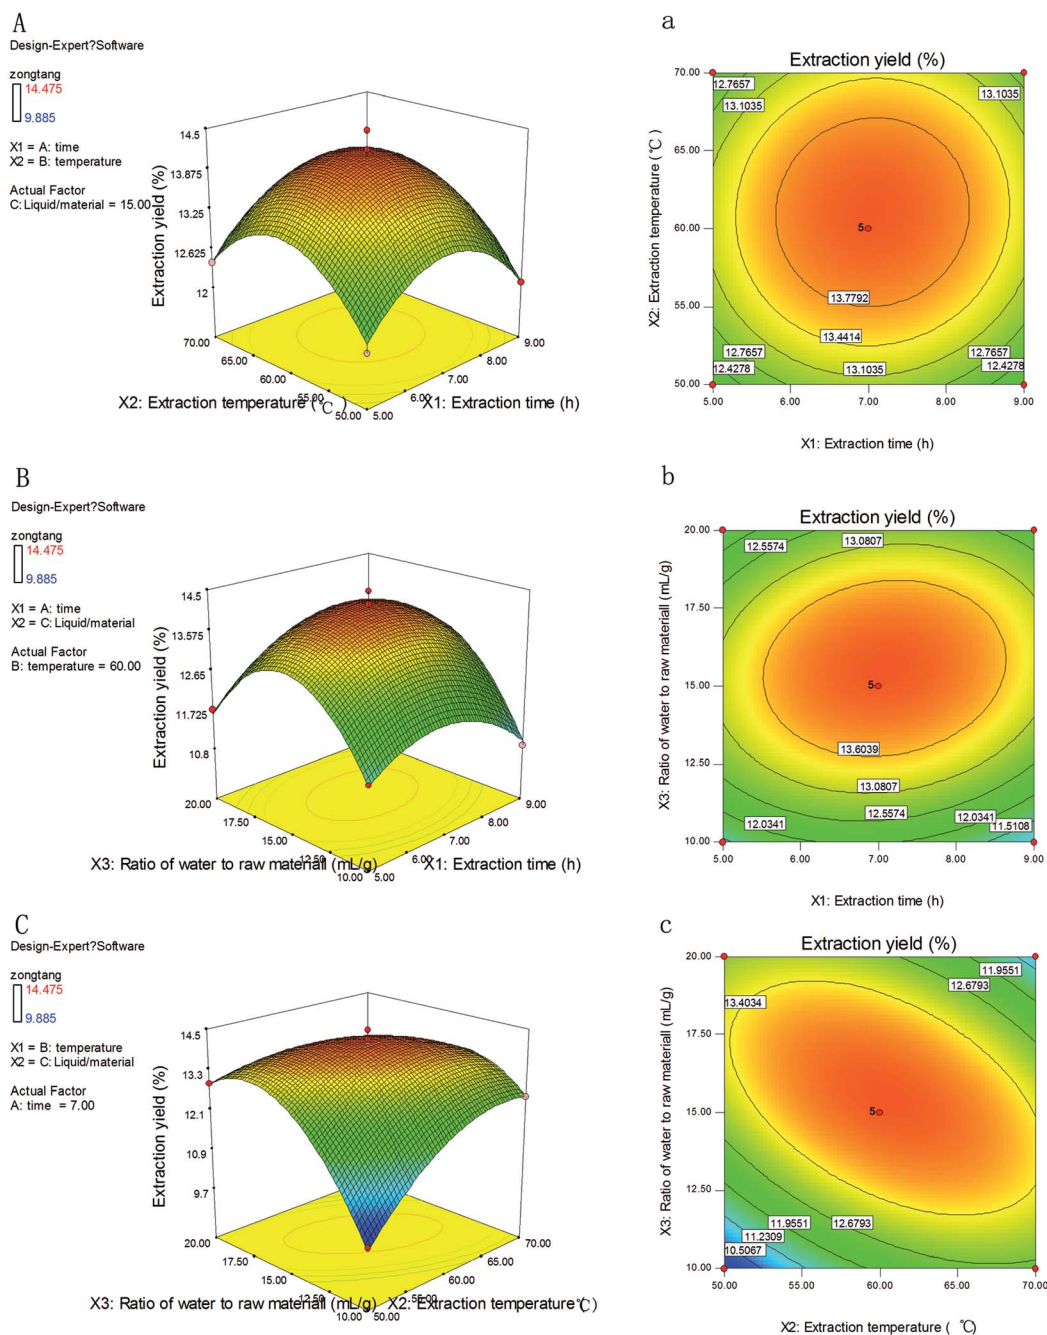 A
Design-Expert?Software
zongtang
14.475
9.885
X1 = A: time
X2 = B: temperature
Actual Factor
C: Liquid/material = 15.00
Extraction yield (%)
14.5
13.875
13.25
12.625
12
70.00
65.00
60.00
55.00
50.00
5.00
6.00
7.00
8.00
9.00
X2: Extraction temperature (℃)
X1: Extraction time (h)
a
Extraction yield (%)
X2: Extraction temperature (℃)
70.00
65.00
60.00
55.00
50.00
12.7657
13.1035
13.1035
5
13.7792
13.4414
12.7657
13.1035
12.7657
12.4278
12.4278
5.00
6.00
7.00
8.00
9.00
X1: Extraction time (h)
B
Design-Expert?Software
zongtang
14.475
9.885
X1 = A: time
X2 = C: Liquid/material
Actual Factor
B: temperature = 60.00
Extraction yield (%)
14.5
13.575
12.65
11.725
10.8
20.00
17.50
15.00
12.50
10.00
5.00
6.00
7.00
8.00
9.00
X3: Ratio of water to raw materiall (mL/g)
X1: Extraction time (h)
b
Extraction yield (%)
X3: Ratio of water to raw materiall (mL/g)
20.00
17.50
15.00
12.50
10.00
12.5574
13.0807
5
13.6039
13.0807
12.5574
12.0341
12.0341
11.5108
5.00
6.00
7.00
8.00
9.00
X1: Extraction time (h)
C
Design-Expert?Software
zongtang
14.475
9.885
X1 = B: temperature
X2 = C: Liquid/material
Actual Factor
A: time = 7.00
Extraction yield (%)
14.5
13.3
12.1
10.9
9.7
20.00
17.50
15.00
12.50
10.00
50.00
55.00
60.00
65.00
70.00
X3: Ratio of water to raw materiall (mL/g)
X2: Extraction temperature (℃)
c
Extraction yield (%)
X3: Ratio of water to raw materiall (mL/g)
20.00
17.50
15.00
12.50
10.00
11.9551
12.6793
13.4034
5
11.9551
12.6793
11.2309
10.5067
50.00
55.00
60.00
65.00
70.00
X2: Extraction temperature ( ℃)